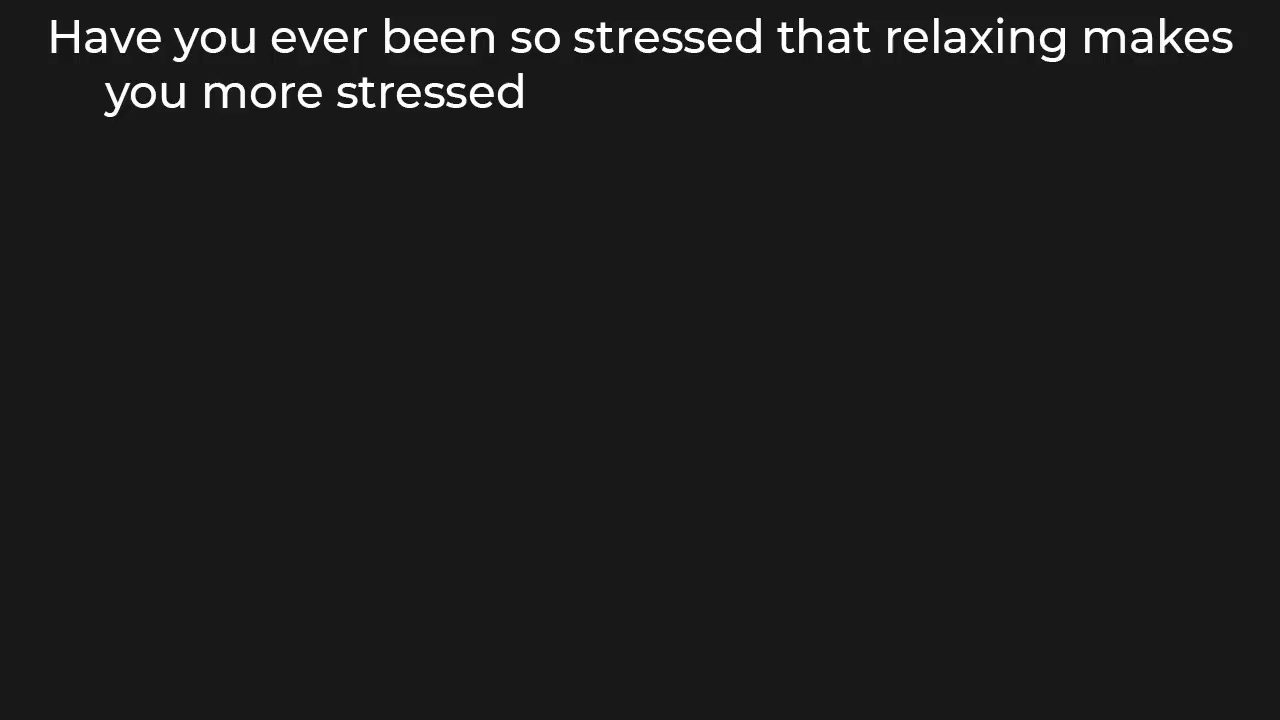 Have you ever been so stressed that relaxing makes
you more stressed